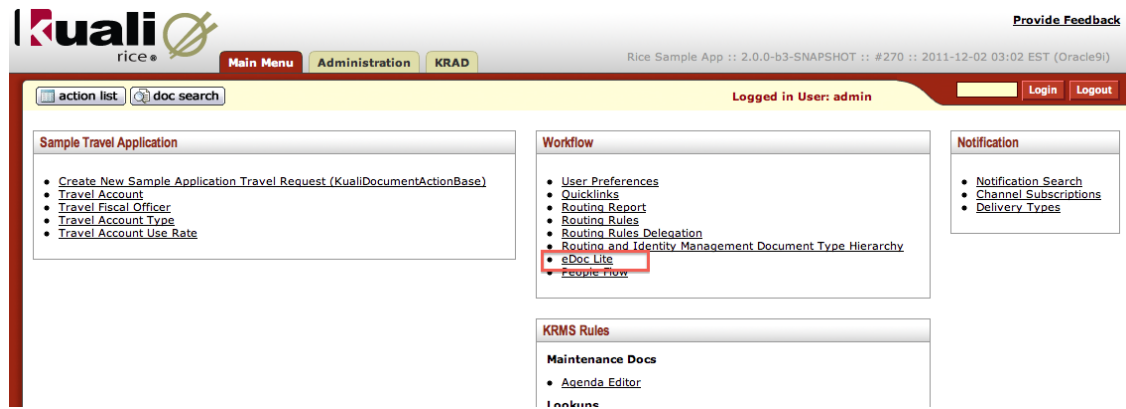 Kuali
rice
Provide Feedback
Main Menu
Administration
KRAD
Rice Sample App :: 2.0.0-b3-SNAPSHOT :: #270 :: 2011-12-02 03:02 EST (Oracle9i)
action list
doc search
Logged in User: admin
Login
Logout
Sample Travel Application
Create New Sample Application Travel Request (KualiDocumentActionBase)
Travel Account
Travel Fiscal Officer
Travel Account Type
Travel Account Use Rate
Workflow
User Preferences
Quicklinks
Routing Report
Routing Rules
Routing Rules Delegation
Routing and Identity Management Document Type Hierarchy
eDoc Lite
People Flow
Notification
Notification Search
Channel Subscriptions
Delivery Types
KRMS Rules
Maintenance Docs
Agenda Editor
Lookups